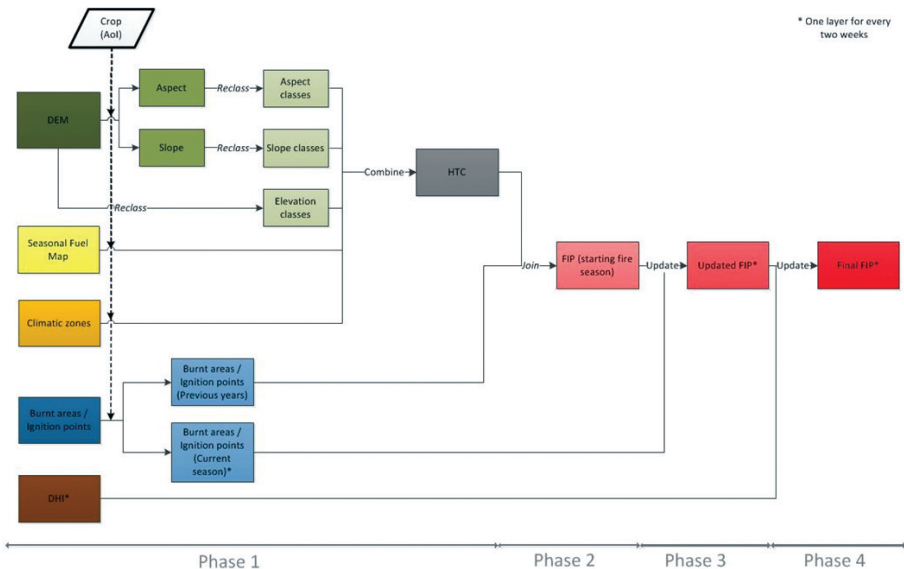 Crop
(AoI)
* One layer for every
two weeks
Aspect
Reclass
Aspect
classes
DEM
Slope
Reclass
Slope classes
Combine
HTC
Reclass
Elevation
classes
Seasonal Fuel
Map
Join
FIP (starting fire
season)
Update
Updated FIP*
Update
Final FIP*
Climatic zones
Burnt areas /
Ignition points
(Previous years)
Burnt areas /
Ignition points
Burnt areas /
Ignition points
(Current
season)*
DHI*
Phase 1
Phase 2
Phase 3
Phase 4